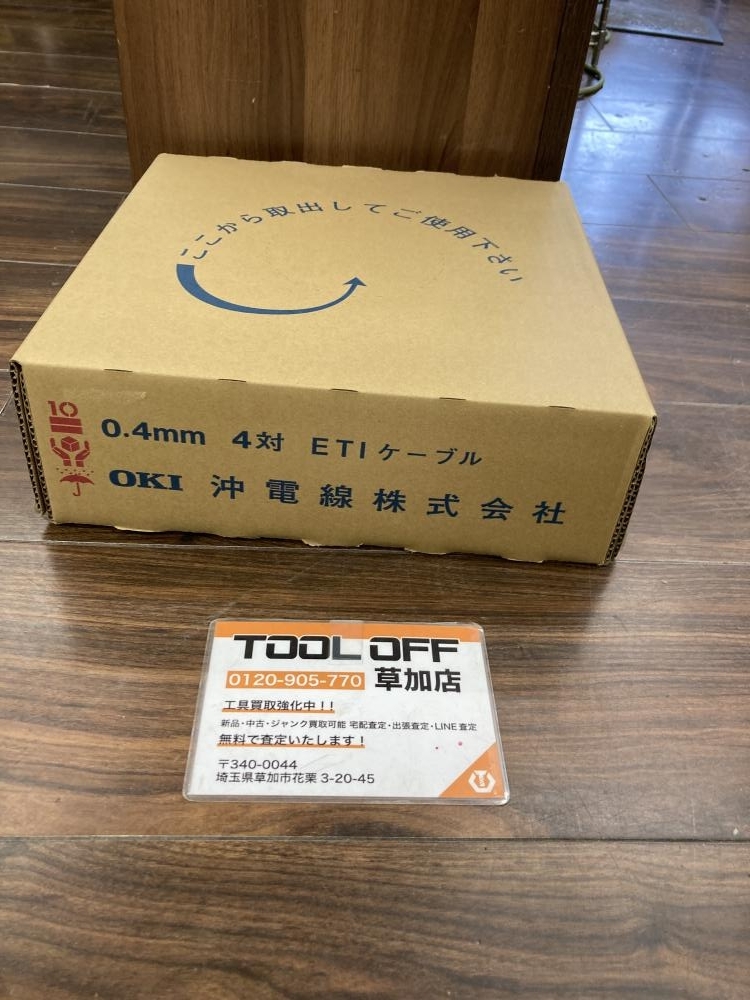 ここから取出してご使用下さい
10
0.4mm 4対 ETIケーブル
OKI 沖電線株式会社
TOOL OFF
0120-905-770 草加店
工具買取強化中！！
新品・中古・ジャンク買取可能 宅配査定・出張査定・LINE査定
無料で査定いたします！
〒340-0044
埼玉県草加市花栗3-20-45